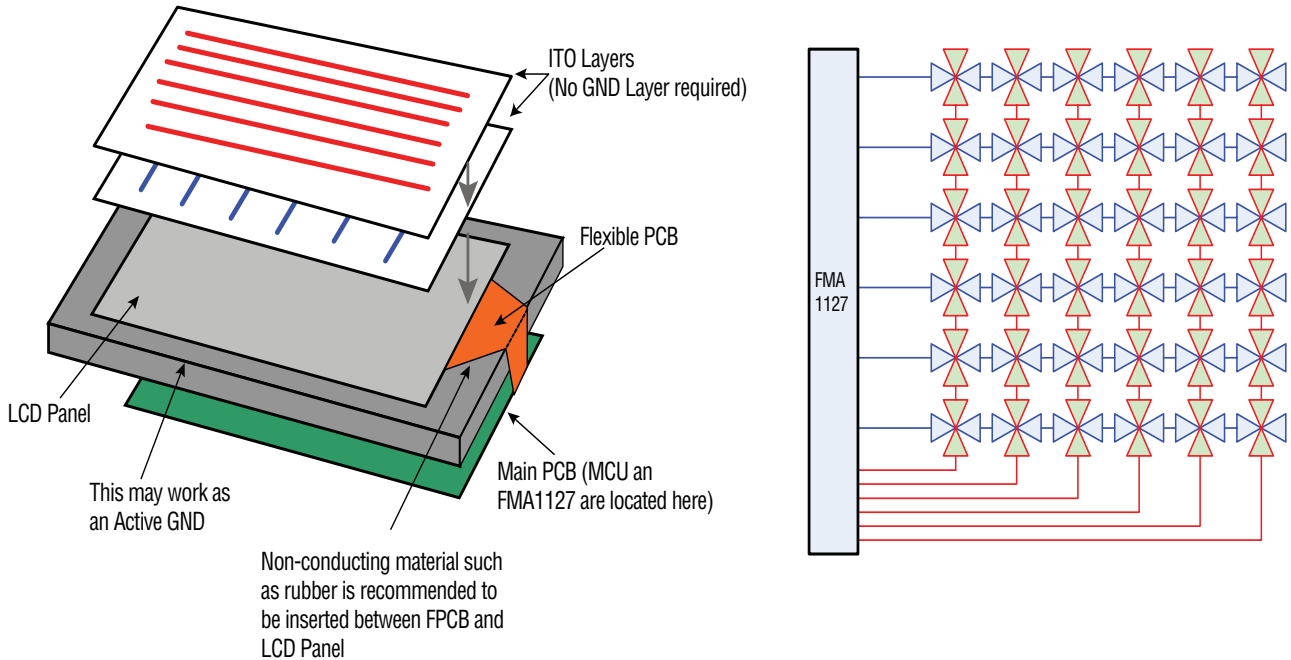 ITO Layers
(No GND Layer required)
Flexible PCB
LCD Panel
This may work as
an Active GND
Main PCB (MCU an
FMA1127 are located here)
Non-conducting material such
as rubber is recommended to
be inserted between FPCB and
LCD Panel
FMA
1127